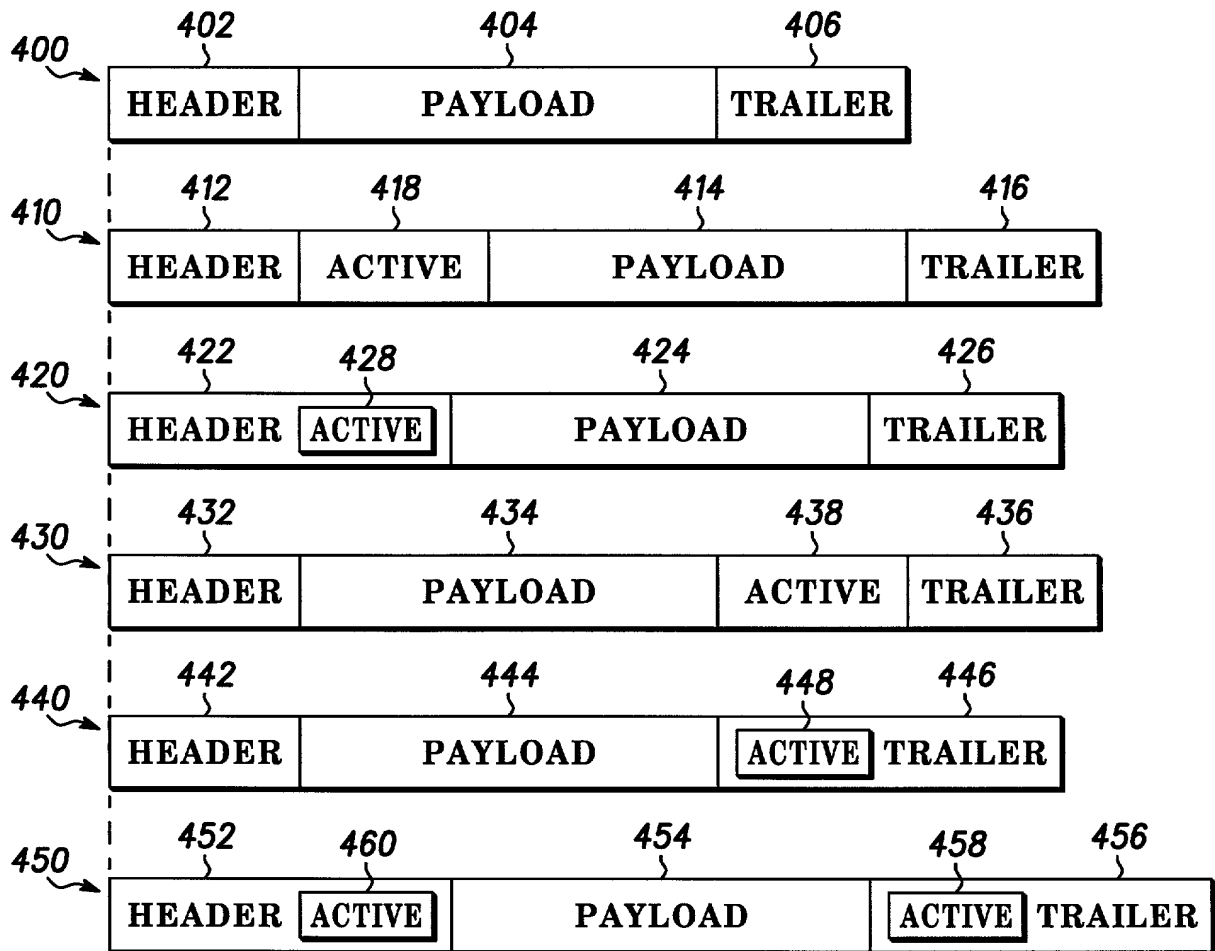 402 404 406
400
HEADER PAYLOAD TRAILER
412 418 414 416
410
HEADER ACTIVE PAYLOAD TRAILER
422 428 424 426
420
HEADER ACTIVE PAYLOAD TRAILER
432 434 438 436
430
HEADER PAYLOAD ACTIVE TRAILER
442 444 448 446
440
HEADER PAYLOAD ACTIVE TRAILER
452 460 454 458 456
450
HEADER ACTIVE PAYLOAD ACTIVE TRAILER